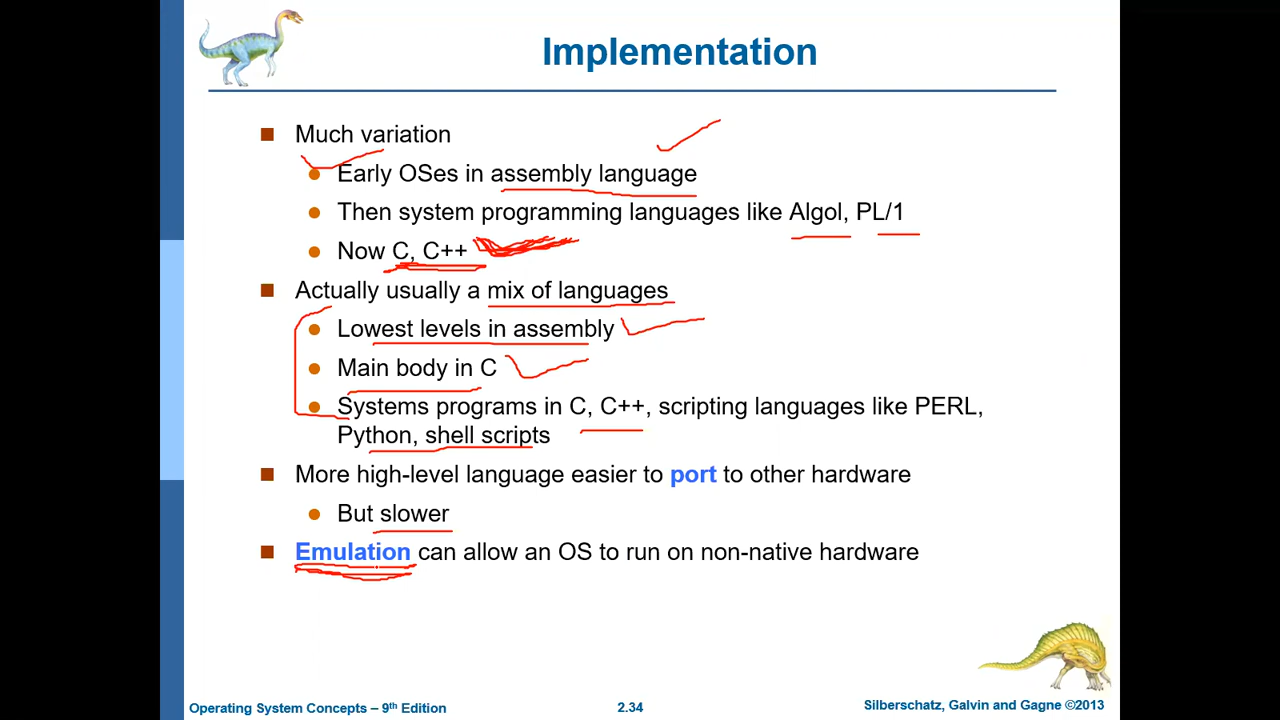 Implementation
Much variation
Early OSes in assembly language
Then system programming languages like Algol, PL/1
Now C, C++
Actually usually a mix of languages
Lowest levels in assembly
Main body in C
Systems programs in C, C++, scripting languages like PERL,
Python, shell scripts
More high-level language easier to port to other hardware
But slower
Emulation can allow an OS to run on non-native hardware
Operating System Concepts – 9th Edition
2.34
Silberschatz, Galvin and Gagne ©2013